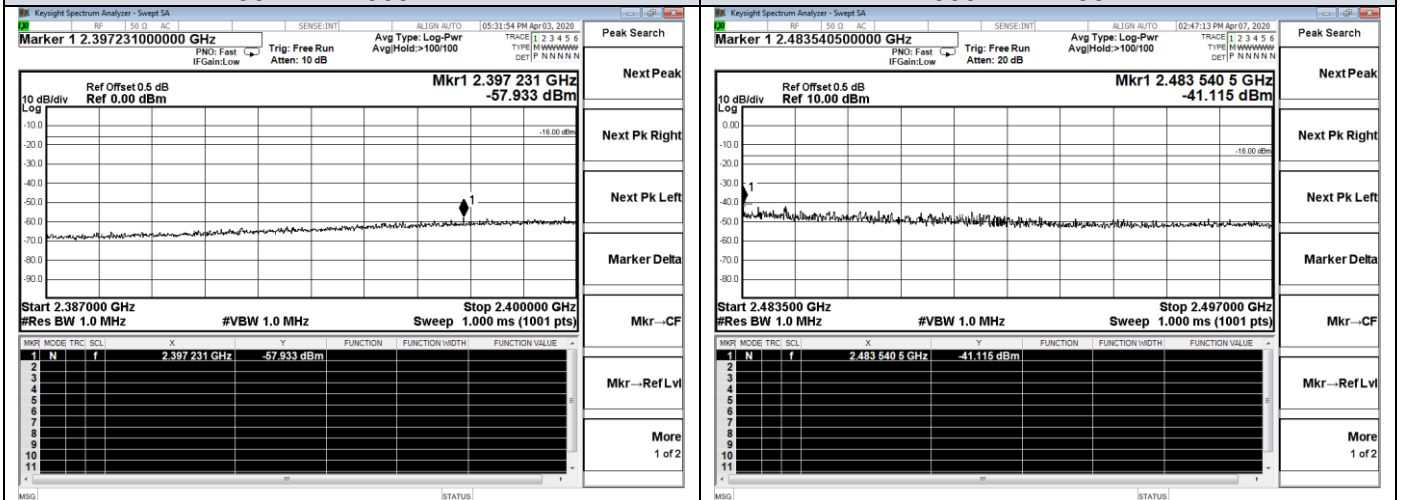 Keysight Spectrum Analyzer - Swept SA
RF 50 Ω AC SENSE:INT ALIGN AUTO 05:31:54 PM Apr 03, 2020
Marker 1 2.397231000000 GHz
PNO: Fast
IFGain:Low
Trig: Free Run
Atten: 10 dB
Avg Type: Log-Pwr
Avg|Hold:>100/100
TRACE 1 2 3 4 5 6
TYPE M WWWWW
DET P N N N N N
Ref Offset 0.5 dB
Ref 0.00 dBm
10 dB/div
Log
Mkr1 2.397 231 GHz
-57.933 dBm
-10.0
-16.00 dBm
-20.0
-30.0
-40.0
-50.0
-60.0
-70.0
-80.0
-90.0
1
Start 2.387000 GHz
Stop 2.400000 GHz
#Res BW 1.0 MHz
#VBW 1.0 MHz
Sweep 1.000 ms (1001 pts)
MKR MODE TRC SCL X Y FUNCTION FUNCTION WIDTH FUNCTION VALUE
1 N f 2.397 231 GHz -57.933 dBm
2
3
4
5
6
7
8
9
10
11
MSG
STATUS
Peak Search
Next Peak
Next Pk Right
Next Pk Left
Marker Delta
Mkr→CF
Mkr→Ref Lvl
More
1 of 2
Keysight Spectrum Analyzer - Swept SA
RF 50 Ω AC SENSE:INT ALIGN AUTO 02:47:13 PM Apr 07, 2020
Marker 1 2.483540500000 GHz
PNO: Fast
IFGain:Low
Trig: Free Run
Atten: 20 dB
Avg Type: Log-Pwr
Avg|Hold:>100/100
TRACE 1 2 3 4 5 6
TYPE M WWWWW
DET P N N N N N
Ref Offset 0.5 dB
Ref 10.00 dBm
10 dB/div
Log
Mkr1 2.483 540 5 GHz
-41.115 dBm
0.00
-10.0
-16.00 dBm
-20.0
-30.0
-40.0
-50.0
-60.0
-70.0
-80.0
1
Start 2.483500 GHz
Stop 2.497000 GHz
#Res BW 1.0 MHz
#VBW 1.0 MHz
Sweep 1.000 ms (1001 pts)
MKR MODE TRC SCL X Y FUNCTION FUNCTION WIDTH FUNCTION VALUE
1 N f 2.483 540 5 GHz -41.115 dBm
2
3
4
5
6
7
8
9
10
11
MSG
STATUS
Peak Search
Next Peak
Next Pk Right
Next Pk Left
Marker Delta
Mkr→CF
Mkr→Ref Lvl
More
1 of 2